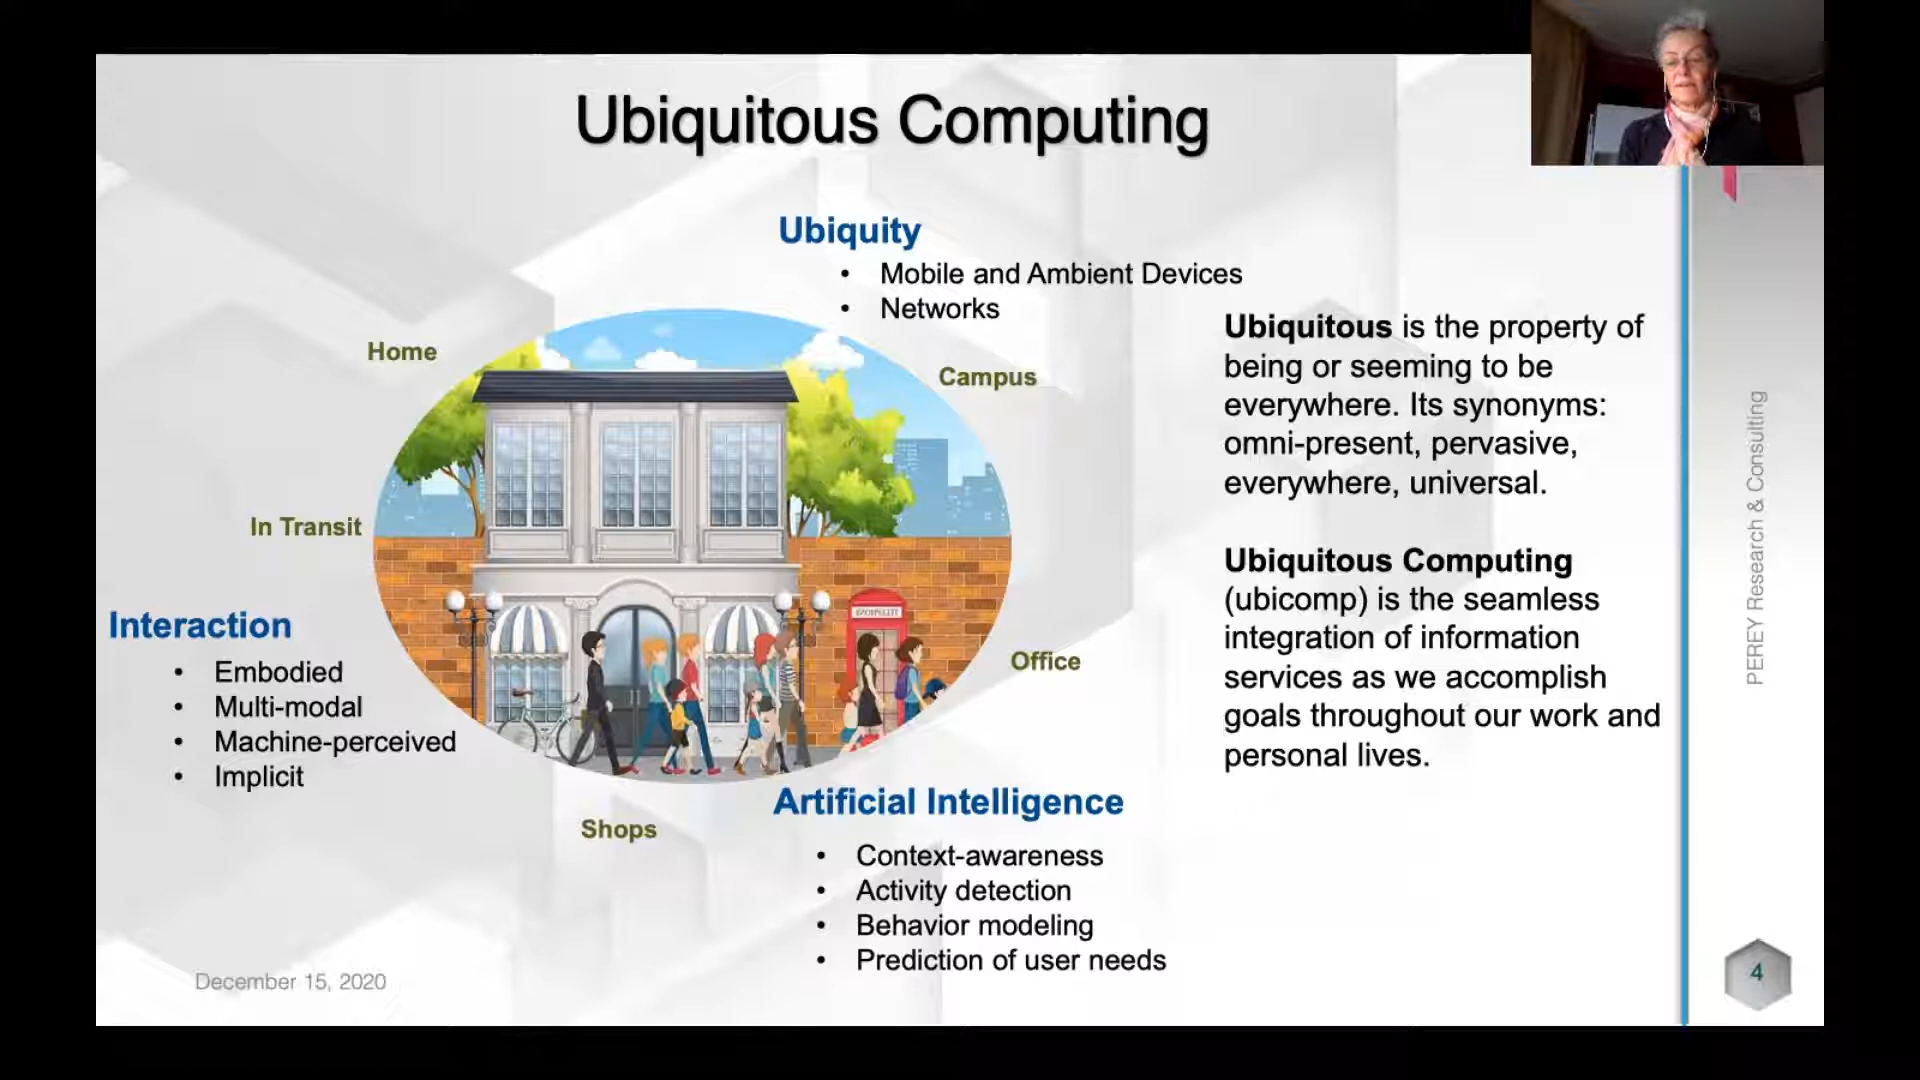 Ubiquitous Computing
Ubiquity
• Mobile and Ambient Devices
• Networks
Home
Campus
In Transit
Office
Shops
Interaction
• Embodied
• Multi-modal
• Machine-perceived
• Implicit
Artificial Intelligence
• Context-awareness
• Activity detection
• Behavior modeling
• Prediction of user needs
Ubiquitous is the property of
being or seeming to be
everywhere. Its synonyms:
omni-present, pervasive,
everywhere, universal.
Ubiquitous Computing
(ubicomp) is the seamless
integration of information
services as we accomplish
goals throughout our work and
personal lives.
PEREY Research & Consulting
December 15, 2020
4